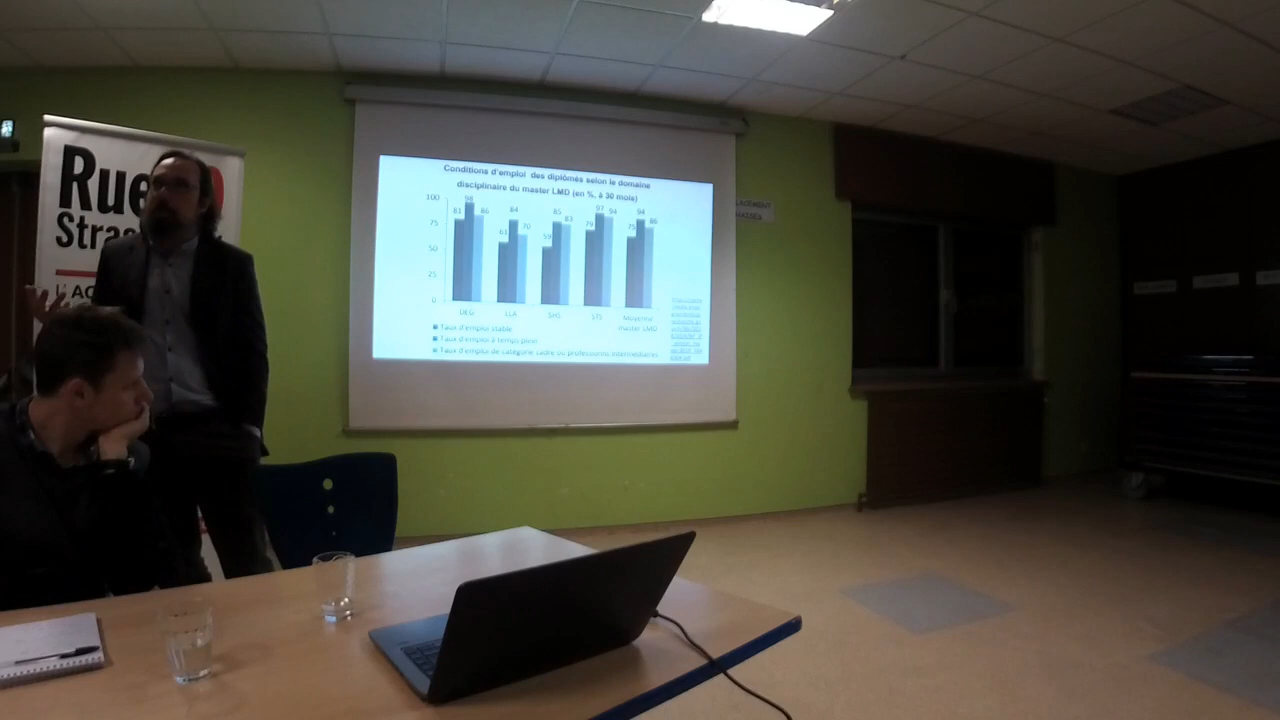 Rue
Stras
L'AC
Conditions d'emploi des diplômés selon le domaine
disciplinaire du master LMD (en %, à 30 mois)
100
75
50
25
0
81 98 86
61 84 70
59 85 83
79 97 94
75 94 86
DEG LLA SHS STS Moyenne
master LMD
Taux d'emploi stable
Taux d'emploi à temps plein
Taux d'emploi de catégorie cadre ou professions intermédiaires
LACEMENT